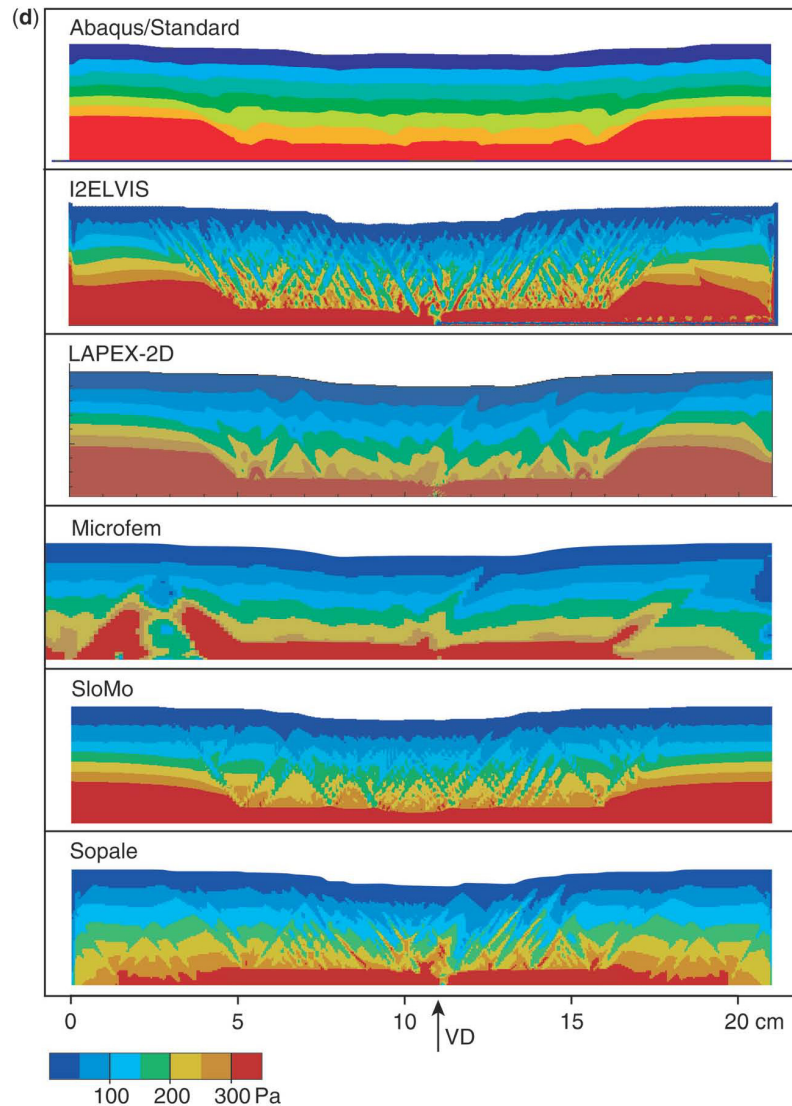 (d)
Abaqus/Standard
I2ELVIS
LAPEX-2D
Microfem
SloMo
Sopale
0 5 10 15 20 cm
VD
100 200 300 Pa